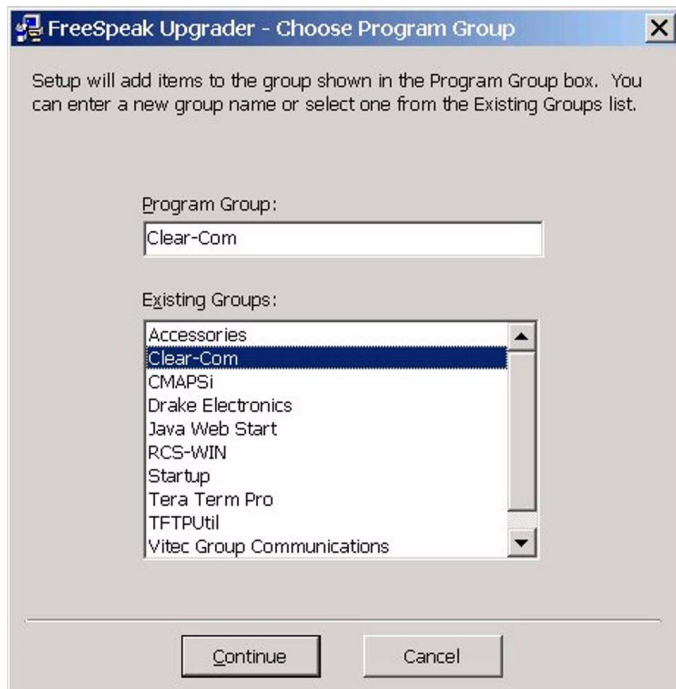 FreeSpeak Upgrader - Choose Program Group
Setup will add items to the group shown in the Program Group box. You
can enter a new group name or select one from the Existing Groups list.
Program Group:
Clear-Com
Existing Groups:
Accessories
Clear-Com
CMAPSi
Drake Electronics
Java Web Start
RCS-WIN
Startup
Tera Term Pro
TFTPUtil
Vitec Group Communications
Continue
Cancel